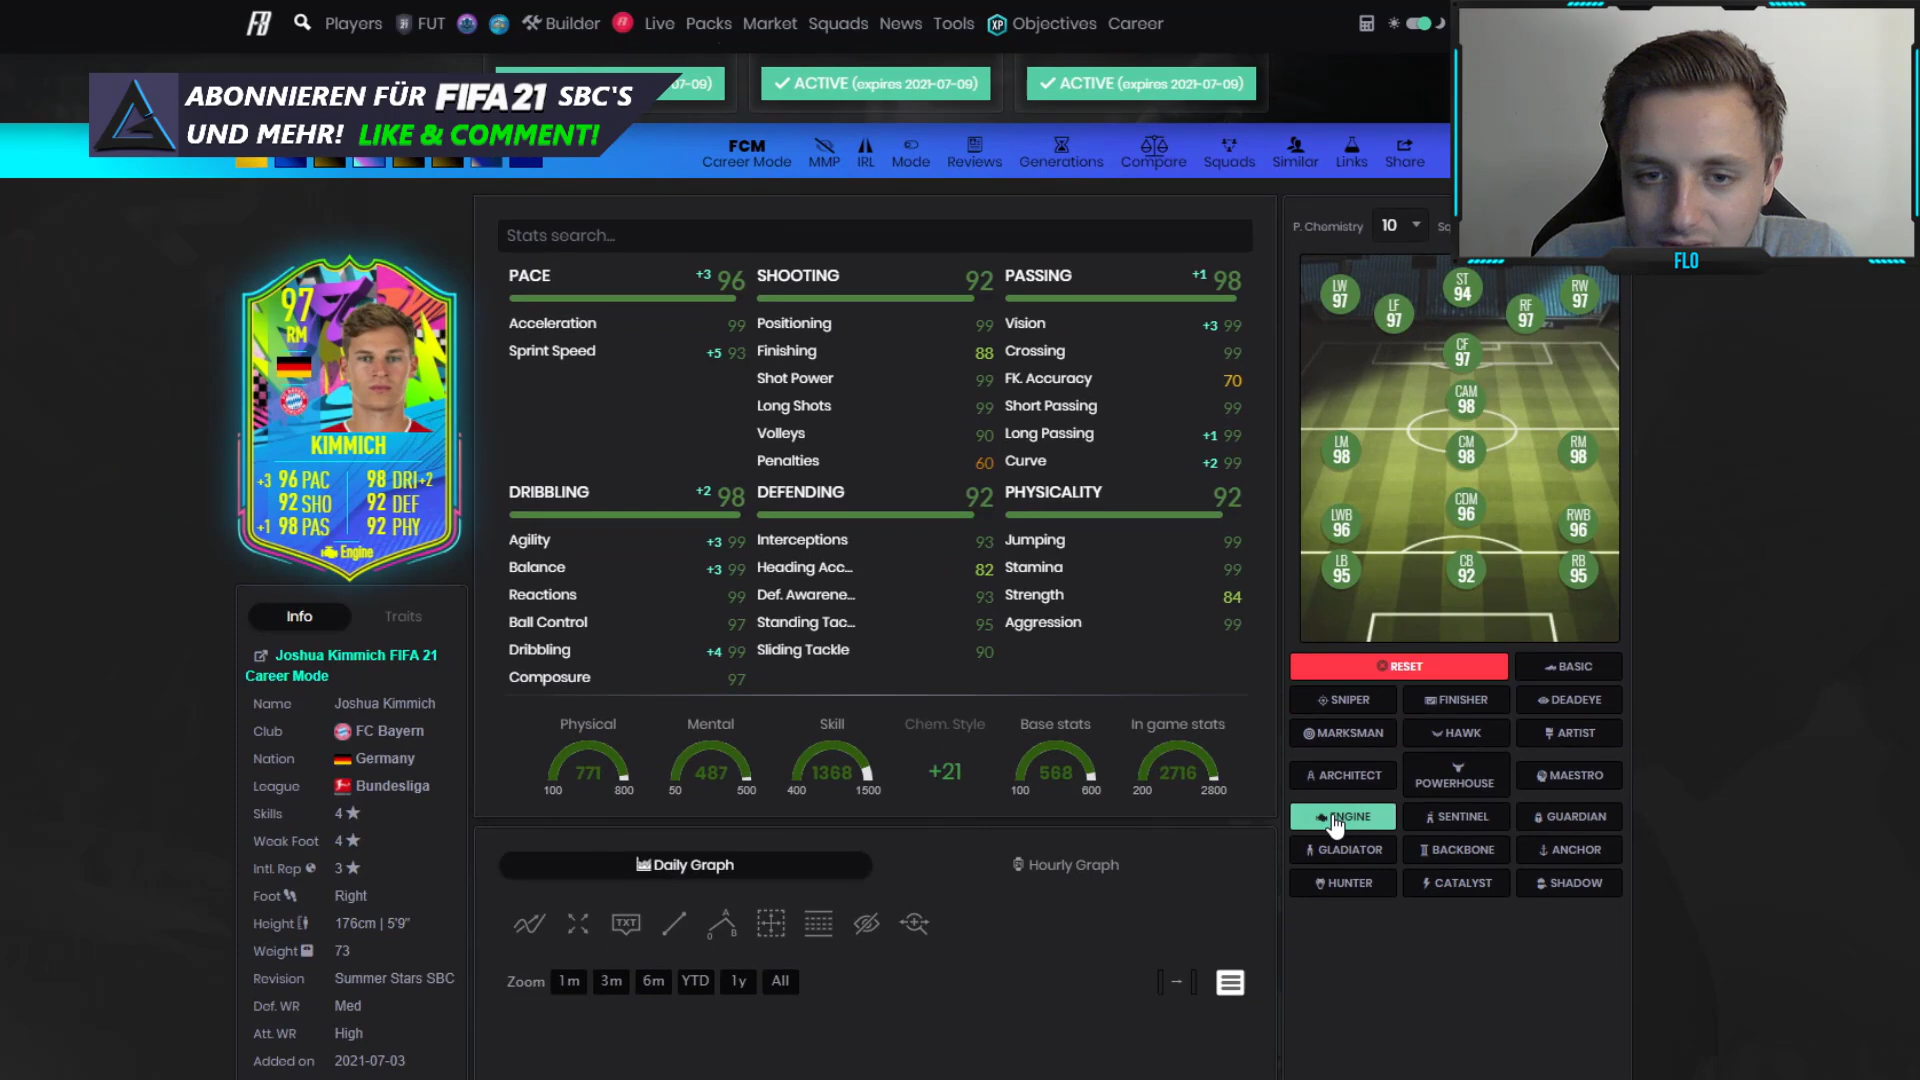 Players FUT Builder Live Packs Market Squads News Tools XP Objectives Career
07-09) ACTIVE (expires 2021-07-09) ACTIVE (expires 2021-07-09)
ABONNIEREN FÜR FIFA 21 SBC'S
UND MEHR! LIKE & COMMENT!
FCM
Career Mode MMP IRL Mode Reviews Generations Compare Squads Similar Links Share
FLO
Stats search...
P. Chemistry 10
PACE +3 96
Acceleration 99
Sprint Speed +5 93
SHOOTING 92
Positioning 99
Finishing 88
Shot Power 99
Long Shots 99
Volleys 90
Penalties 60
PASSING +1 98
Vision +3 99
Crossing 99
FK. Accuracy 70
Short Passing 99
Long Passing +1 99
Curve +2 99
DRIBBLING +2 98
Agility +3 99
Balance +3 99
Reactions 99
Ball Control 97
Dribbling +4 99
Composure 97
DEFENDING 92
Interceptions 93
Heading Acc... 82
Def. Awarene... 93
Standing Tac... 95
Sliding Tackle 90
PHYSICALITY 92
Jumping 99
Stamina 99
Strength 84
Aggression 99
Physical 771 100 800
Mental 487 50 500
Skill 1368 400 1500
Chem. Style +21
Base stats 568 100 600
In game stats 2716 200 2800
97
RM
KIMMICH
+3 96 PAC 98 DRI +2
92 SHO 92 DEF
+1 98 PAS 92 PHY
Engine
Info Traits
Joshua Kimmich FIFA 21
Career Mode
Name Joshua Kimmich
Club FC Bayern
Nation Germany
League Bundesliga
Skills 4
Weak Foot 4
Intl. Rep 3
Foot Right
Height 176cm | 5'9"
Weight 73
Revision Summer Stars SBC
Def. WR Med
Att. WR High
Added on 2021-07-03
Daily Graph Hourly Graph
TXT A B
Zoom 1m 3m 6m YTD 1y All
LW 97
ST 94
RW 97
LF 97
RF 97
CF 97
CAM 98
LM 98
CM 98
RM 98
CDM 96
LWB 96
RWB 96
LB 95
CB 92
RB 95
RESET BASIC
SNIPER FINISHER DEADEYE
MARKSMAN HAWK ARTIST
ARCHITECT POWERHOUSE MAESTRO
SENTINEL GUARDIAN
GLADIATOR BACKBONE ANCHOR
HUNTER CATALYST SHADOW